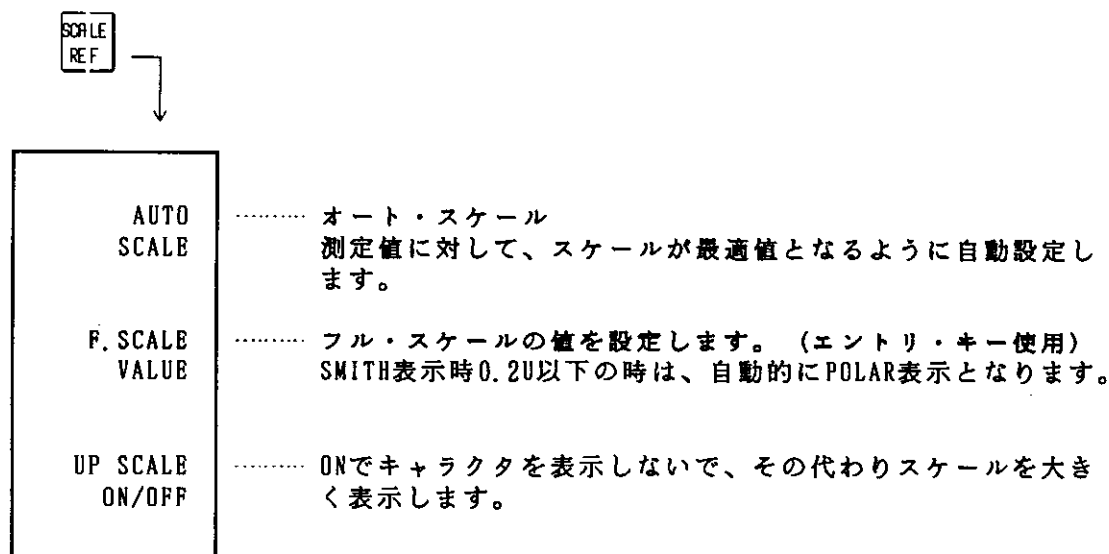 SCALE
REF
AUTO ……… オート・スケール
SCALE 測定値に対して、スケールが最適値となるように自動設定し
ます。
F.SCALE ……… フル・スケールの値を設定します。 (エントリ・キー使用)
VALUE SMITH表示時0.2U以下の時は、自動的にPOLAR表示となります。
UP SCALE ……… ONでキャラクタを表示しないで、その代わりスケールを大き
ON/OFF く表示します。